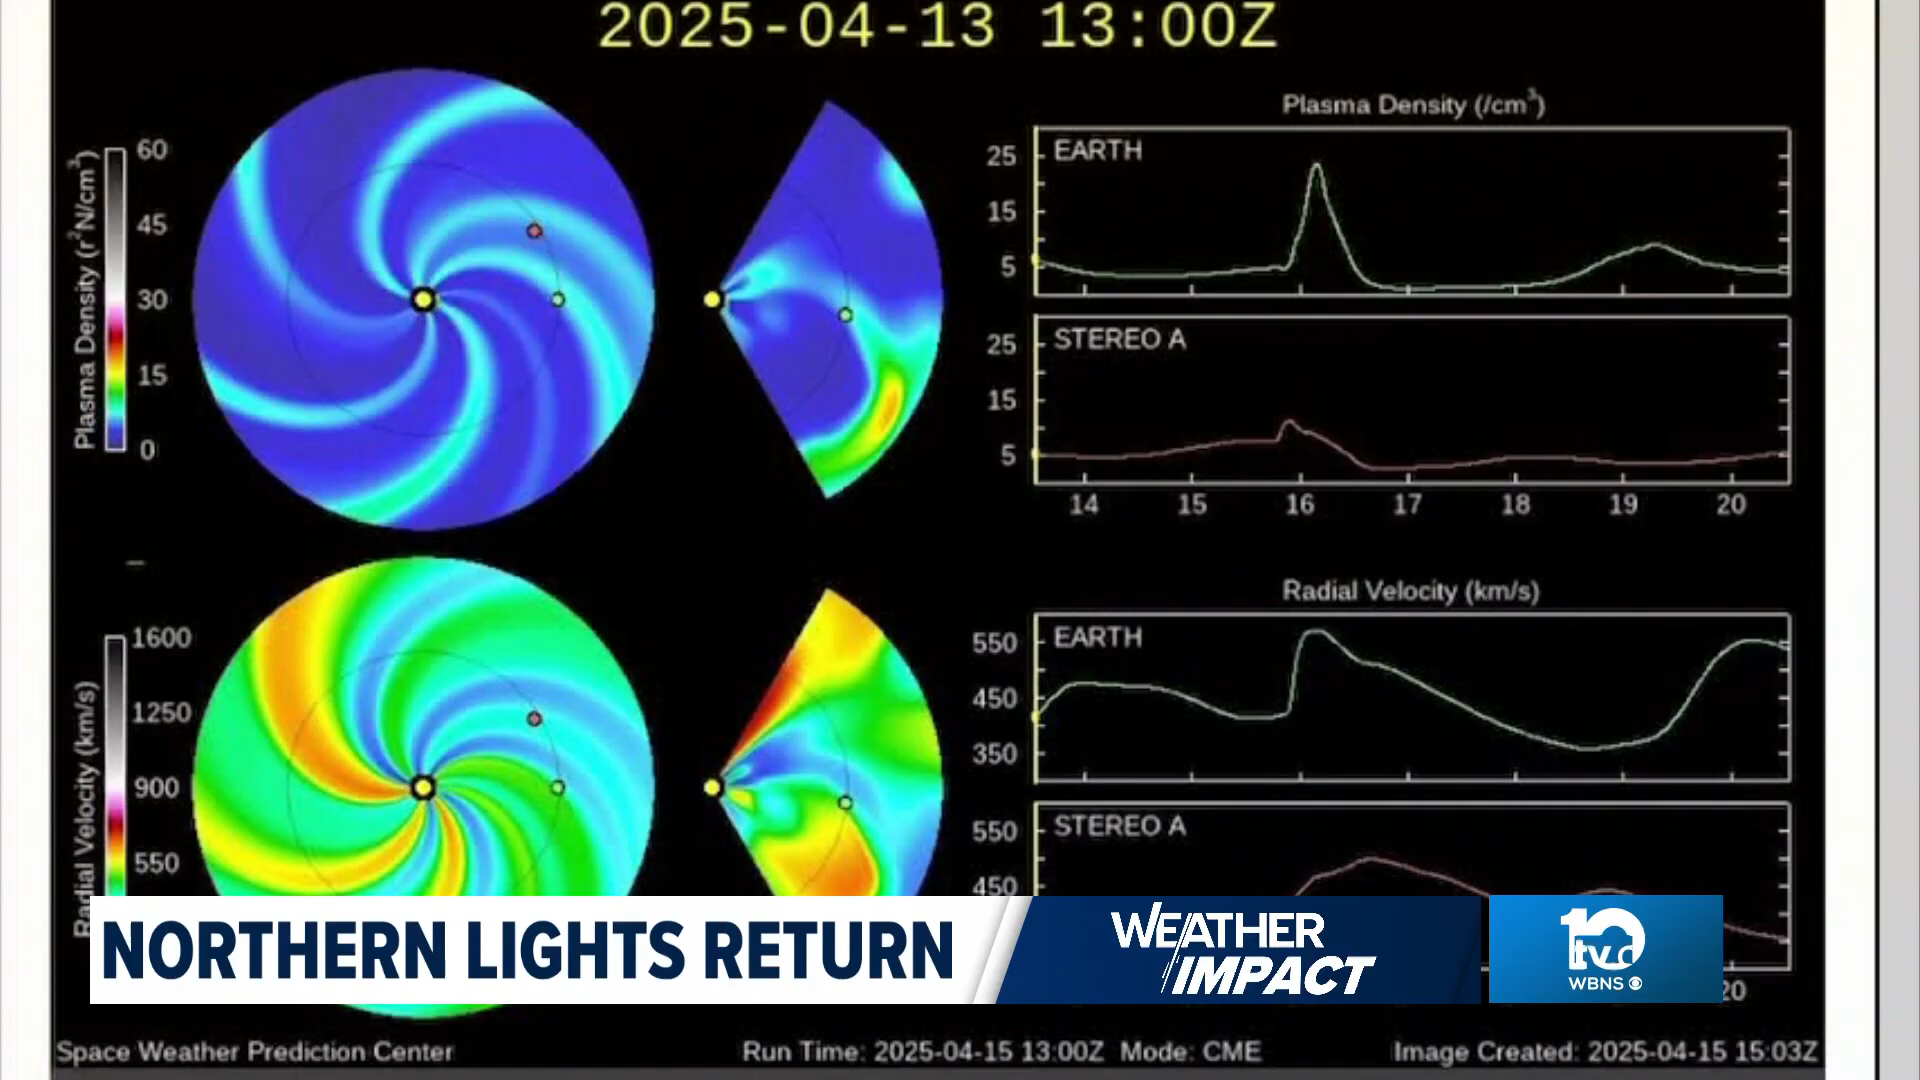 2025-04-13 13:00Z
Plasma Density (r²N/cm³)
60
45
30
15
0
Plasma Density (/cm³)
EARTH
25
15
5
STEREO A
25
15
5
14 15 16 17 18 19 20
Radial Velocity (km/s)
1600
1250
900
550
Radial Velocity (km/s)
EARTH
550
450
350
STEREO A
550
450
20
NORTHERN LIGHTS RETURN
WEATHER
IMPACT
10
tv
WBNS
Space Weather Prediction Center
Run Time: 2025-04-15 13:00Z Mode: CME
Image Created: 2025-04-15 15:03Z